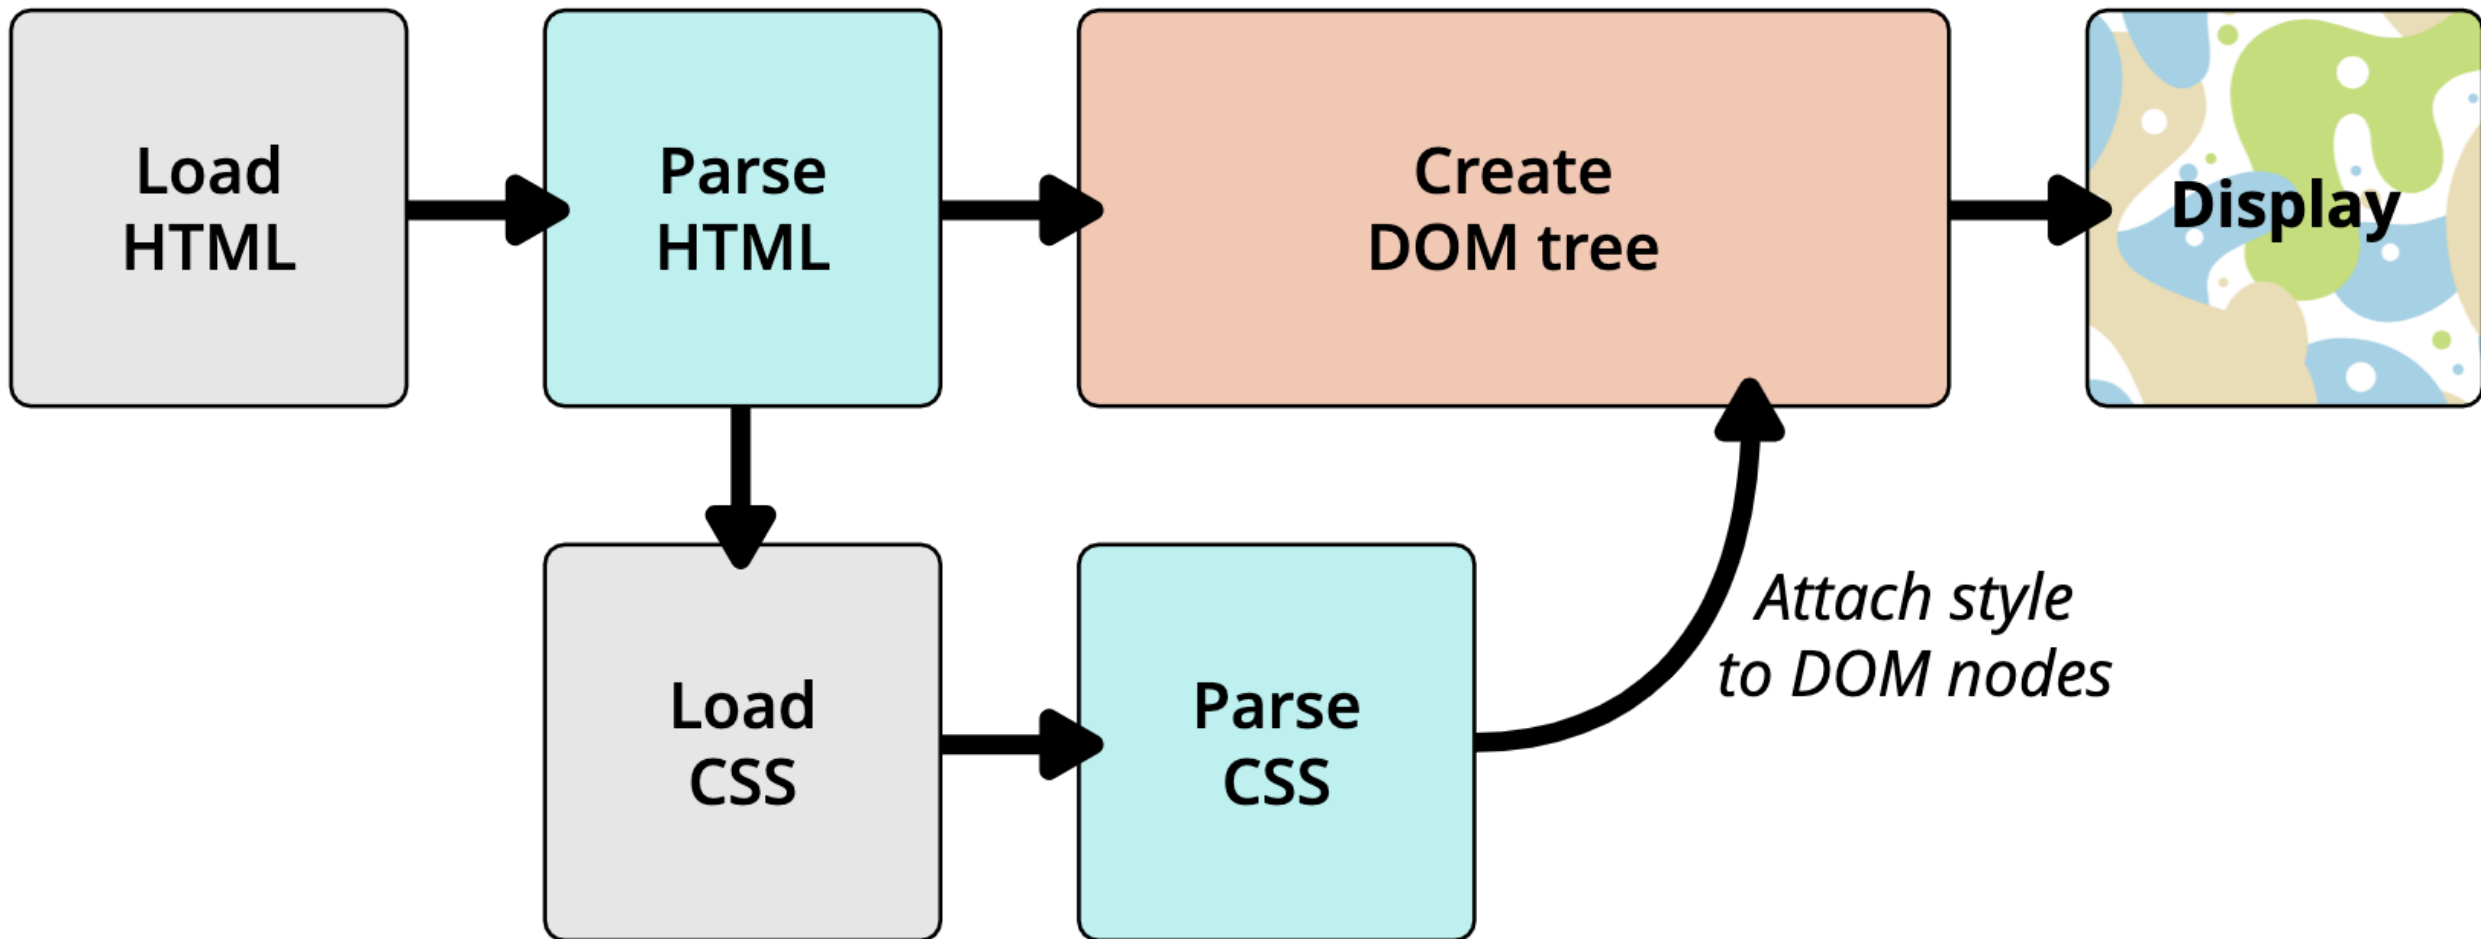 Load
HTML
Parse
HTML
Create
DOM tree
Display
Load
CSS
Parse
CSS
Attach style
to DOM nodes